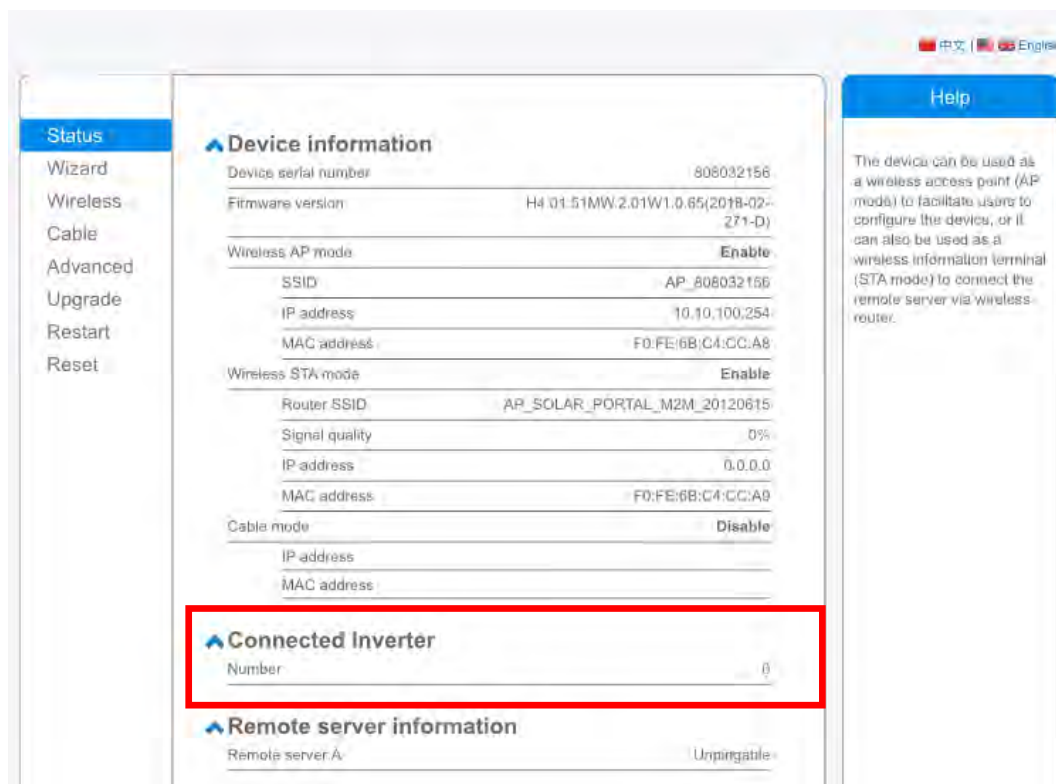 中文 | English
Status
Wizard
Wireless
Cable
Advanced
Upgrade
Restart
Reset
Device information
Device serial number 808032156
Firmware version H4.01.51MW.2.01W1.0.65(2018-02-
271-D)
Wireless AP mode Enable
SSID AP_808032156
IP address 10.10.100.254
MAC address F0:FE:6B:C4:CC:A8
Wireless STA mode Enable
Router SSID AP_SOLAR_PORTAL_M2M_20120615
Signal quality 0%
IP address 0.0.0.0
MAC address F0:FE:6B:C4:CC:A9
Cable mode Disable
IP address
MAC address
Connected Inverter
Number 0
Remote server information
Remote server A Unpingable
Help
The device can be used as
a wireless access point (AP
mode) to facilitate users to
configure the device, or it
can also be used as a
wireless information terminal
(STA mode) to connect the
remote server via wireless
router.